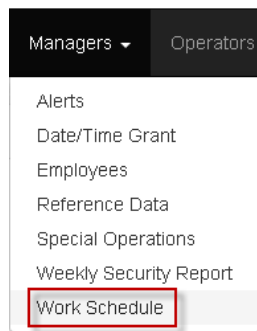 Managers Operators
Alerts
Date/Time Grant
Employees
Reference Data
Special Operations
Weekly Security Report
Work Schedule